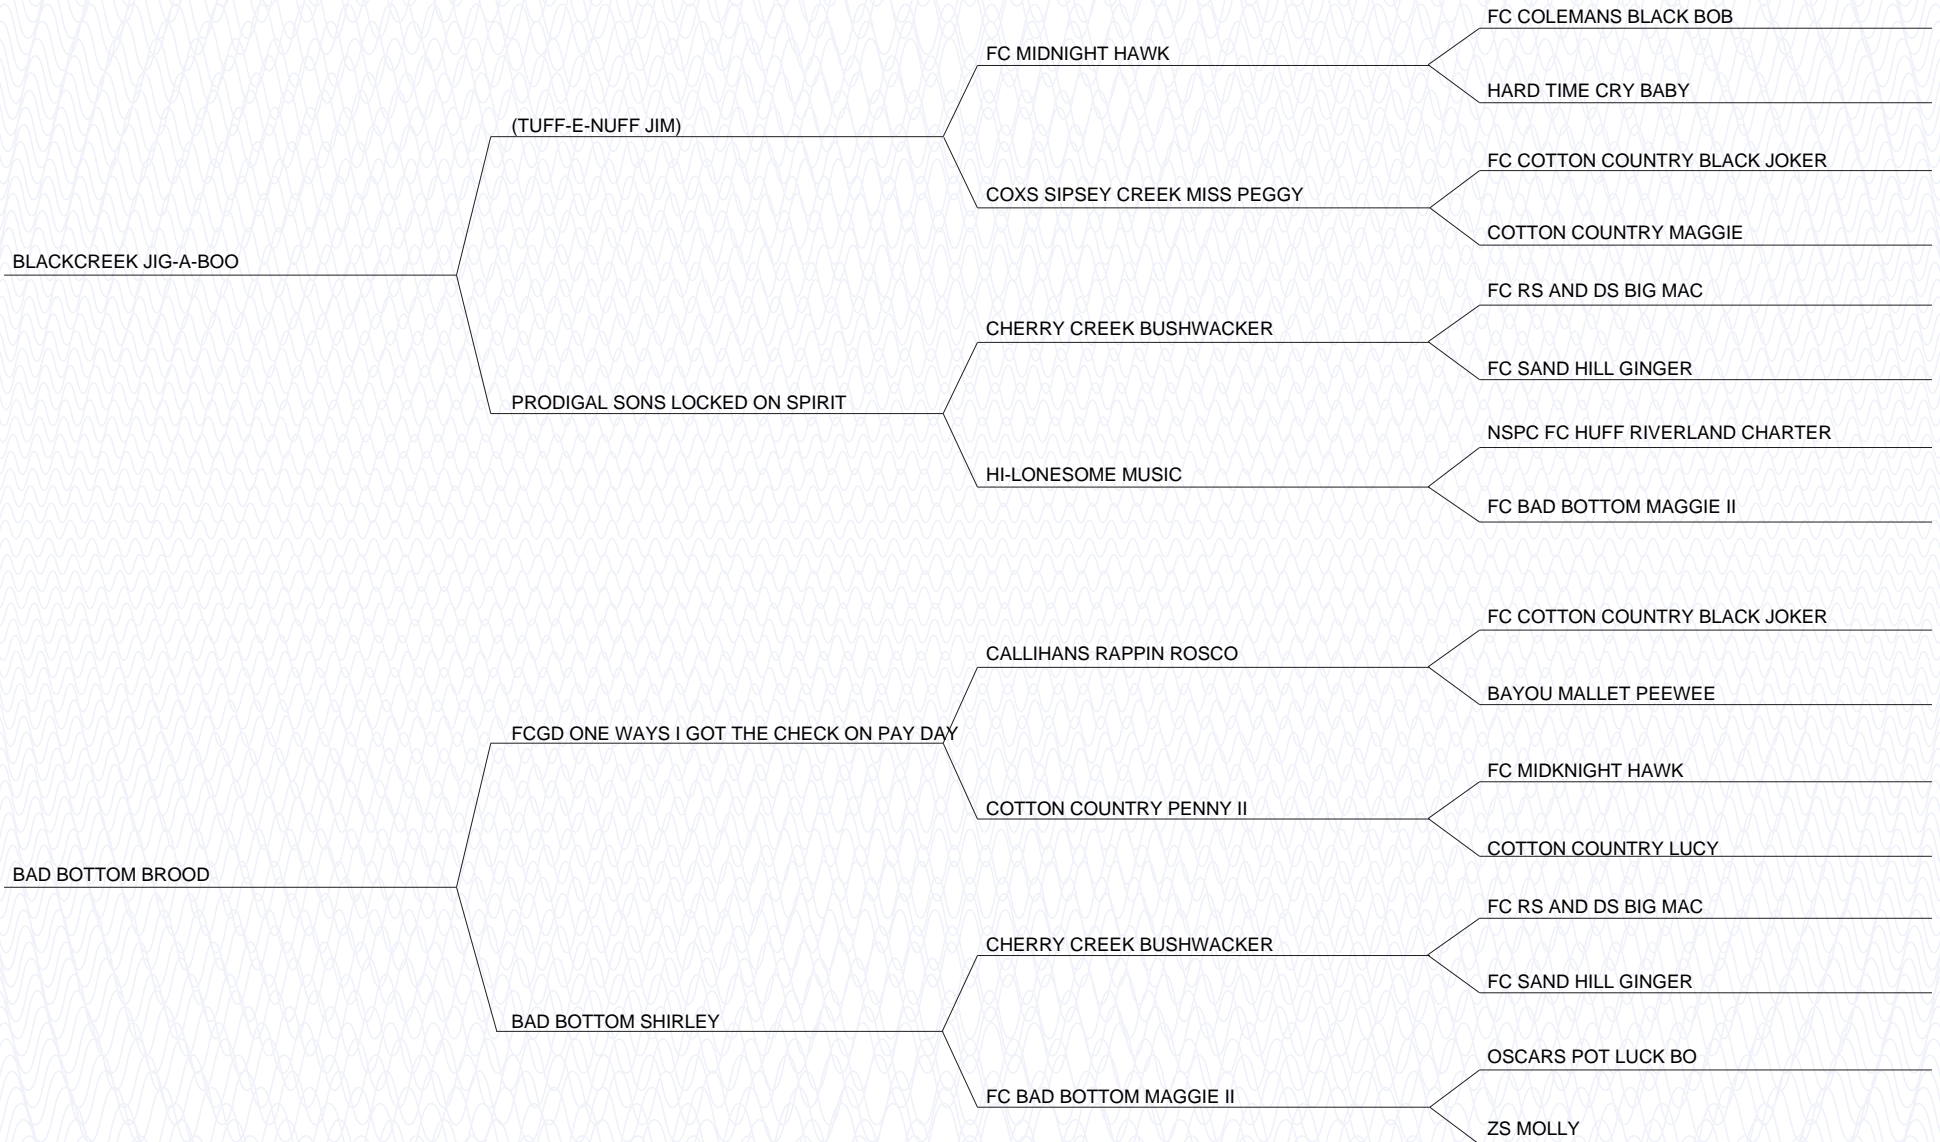 FC COLEMANS BLACK BOB
FC MIDNIGHT HAWK
HARD TIME CRY BABY
(TUFF-E-NUFF JIM)
FC COTTON COUNTRY BLACK JOKER
COXS SIPSEY CREEK MISS PEGGY
COTTON COUNTRY MAGGIE
BLACKCREEK JIG-A-BOO
FC RS AND DS BIG MAC
CHERRY CREEK BUSHWACKER
FC SAND HILL GINGER
PRODIGAL SONS LOCKED ON SPIRIT
NSPC FC HUFF RIVERLAND CHARTER
HI-LONESOME MUSIC
FC BAD BOTTOM MAGGIE II
FC COTTON COUNTRY BLACK JOKER
CALLIHANS RAPPIN ROSCO
BAYOU MALLET PEEWEE
FCGD ONE WAYS I GOT THE CHECK ON PAY DAY
FC MIDKNIGHT HAWK
COTTON COUNTRY PENNY II
COTTON COUNTRY LUCY
BAD BOTTOM BROOD
FC RS AND DS BIG MAC
CHERRY CREEK BUSHWACKER
FC SAND HILL GINGER
BAD BOTTOM SHIRLEY
OSCARS POT LUCK BO
FC BAD BOTTOM MAGGIE II
ZS MOLLY